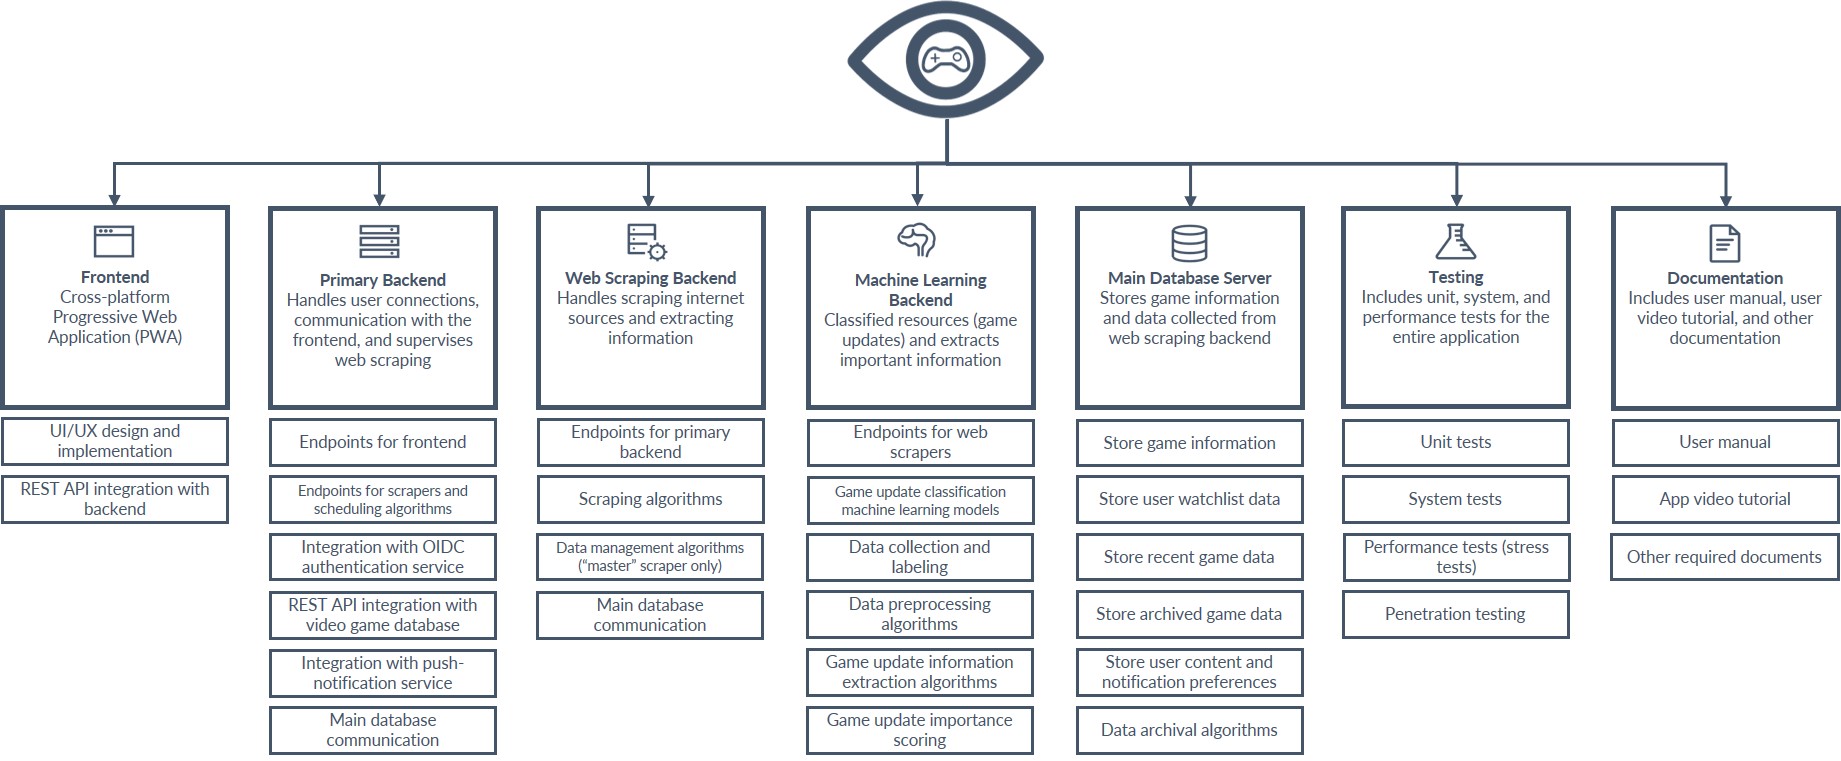 Frontend
Cross-platform
Progressive Web
Application (PWA)
UI/UX design and
implementation
REST API integration with
backend
Primary Backend
Handles user connections,
communication with the
frontend, and supervises
web scraping
Endpoints for frontend
Endpoints for scrapers and
scheduling algorithms
Integration with OIDC
authentication service
REST API integration with
video game database
Integration with push-
notification service
Main database
communication
Web Scraping Backend
Handles scraping internet
sources and extracting
information
Endpoints for primary
backend
Scraping algorithms
Data management algorithms
(“master” scraper only)
Main database
communication
Machine Learning
Backend
Classified resources (game
updates) and extracts
important information
Endpoints for web
scrapers
Game update classification
machine learning models
Data collection and
labeling
Data preprocessing
algorithms
Game update information
extraction algorithms
Game update importance
scoring
Main Database Server
Stores game information
and data collected from
web scraping backend
Store game information
Store user watchlist data
Store recent game data
Store archived game data
Store user content and
notification preferences
Data archival algorithms
Testing
Includes unit, system, and
performance tests for the
entire application
Unit tests
System tests
Performance tests (stress
tests)
Penetration testing
Documentation
Includes user manual, user
video tutorial, and other
documentation
User manual
App video tutorial
Other required documents